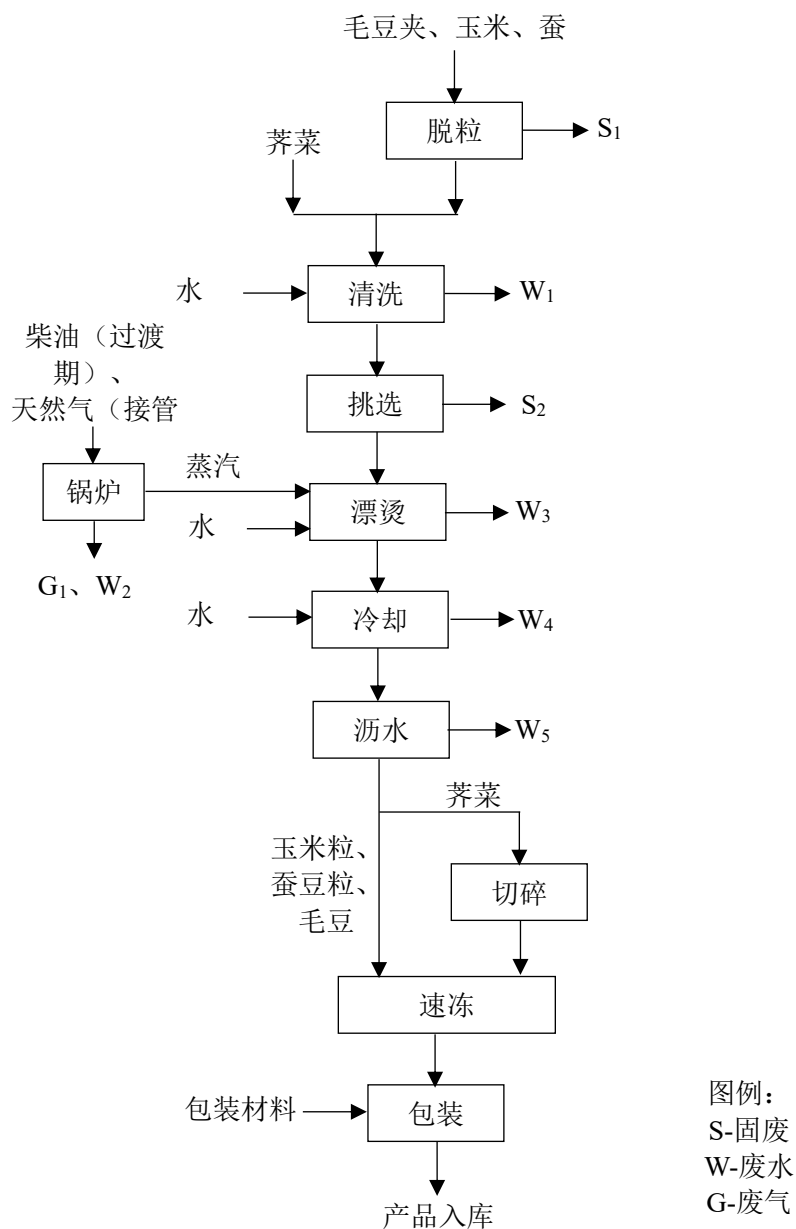 毛豆夹、玉米、蚕
脱粒
S₁
荠菜
水
清洗
W₁
柴油（过渡
期）、
天然气（接管
挑选
S₂
锅炉
蒸汽
水
漂烫
W₃
G₁、W₂
水
冷却
W₄
沥水
W₅
荠菜
玉米粒、
蚕豆粒、
毛豆
切碎
速冻
包装材料
包装
产品入库
图例：
S-固废
W-废水
G-废气